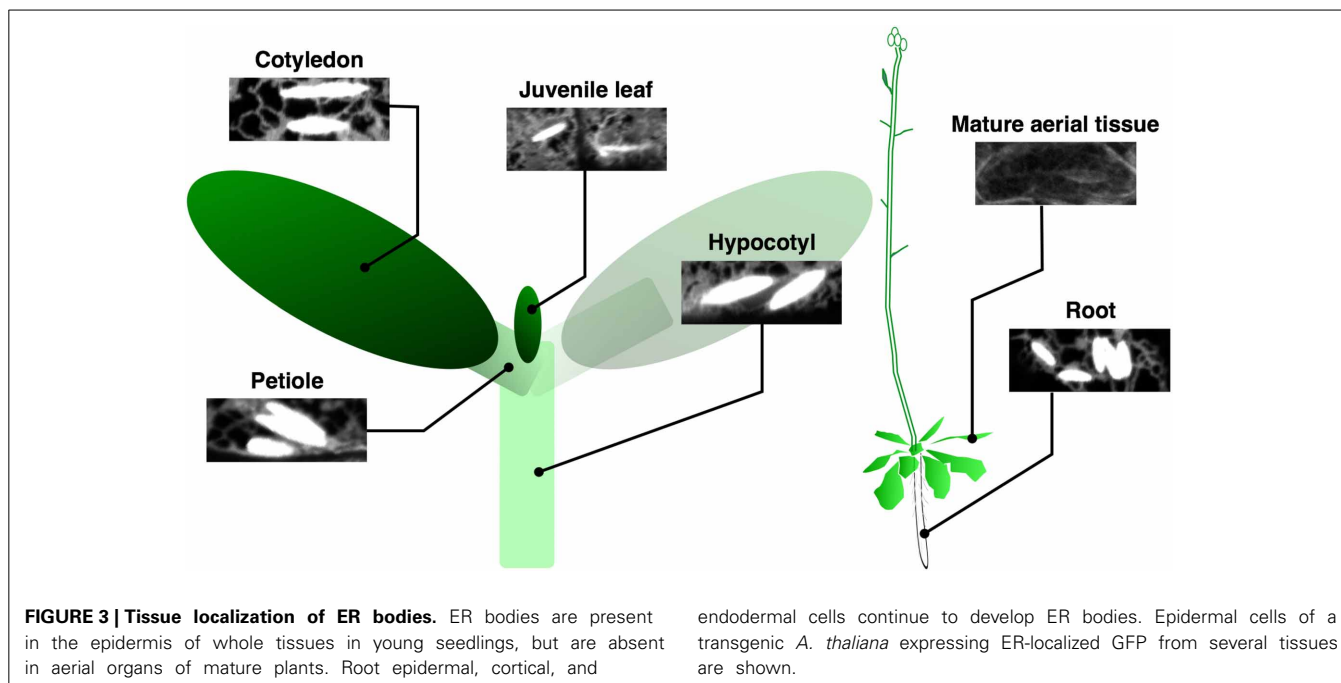 Cotyledon
Juvenile leaf
Mature aerial tissue
Hypocotyl
Root
Petiole
FIGURE 3 | Tissue localization of ER bodies. ER bodies are present
in the epidermis of whole tissues in young seedlings, but are absent
in aerial organs of mature plants. Root epidermal, cortical, and
endodermal cells continue to develop ER bodies. Epidermal cells of a
transgenic A. thaliana expressing ER-localized GFP from several tissues
are shown.